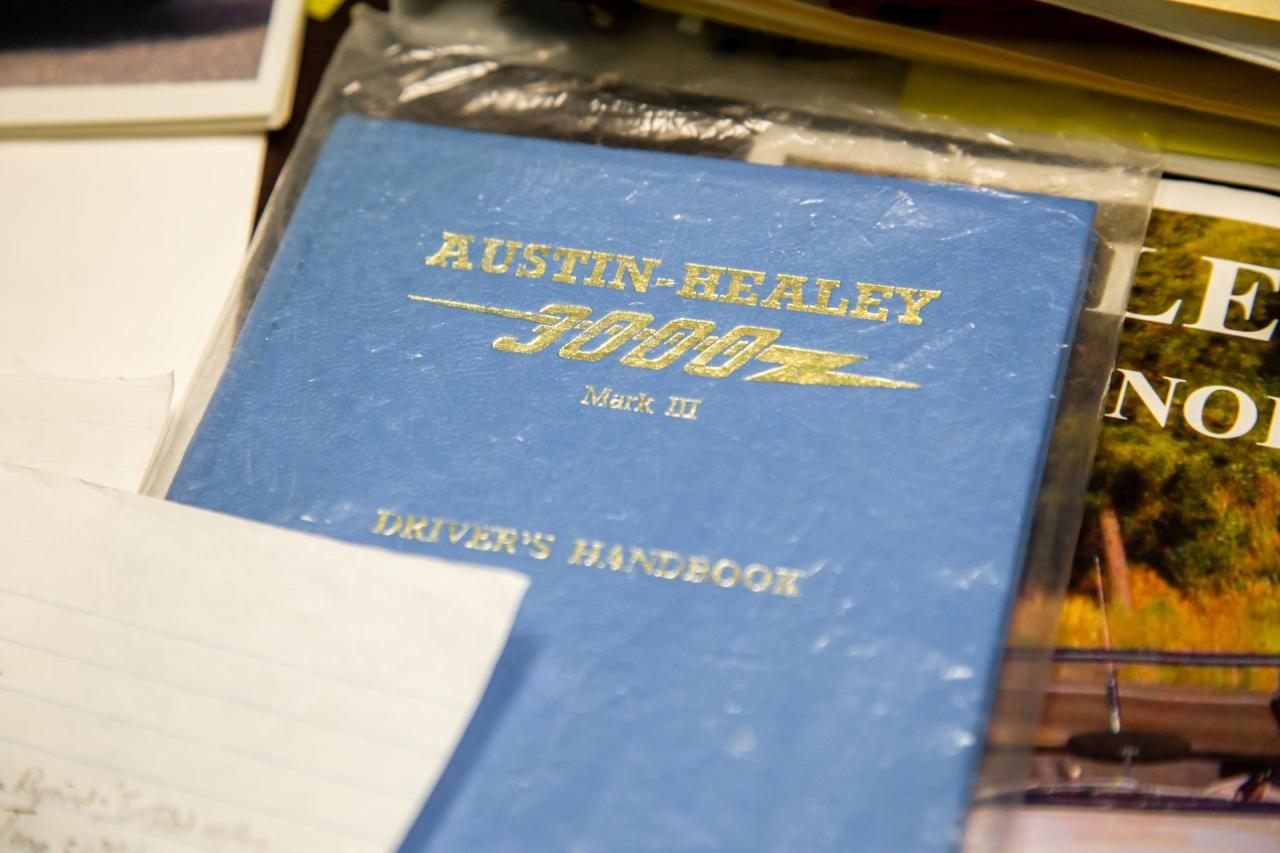 AUSTIN-HEALEY
3000
Mark III
DRIVER'S HANDBOOK
LE
NO